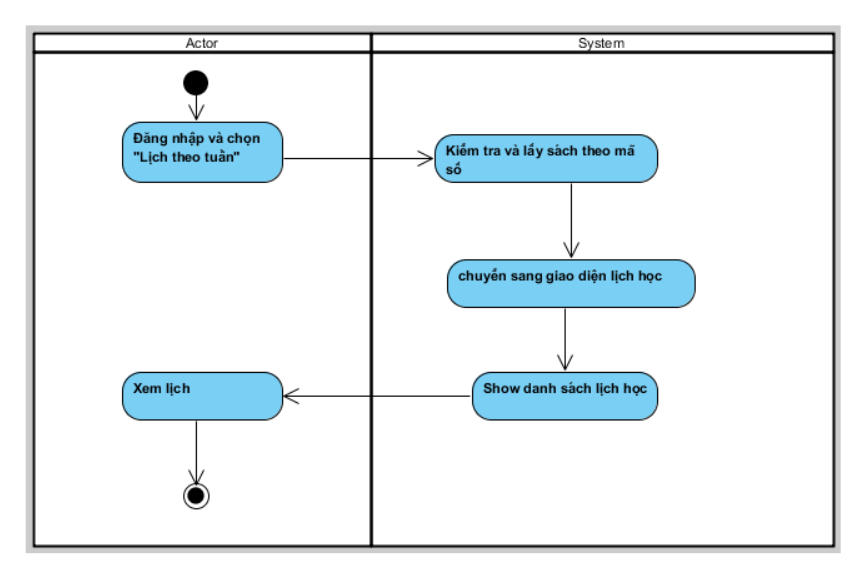 Actor
System
Đăng nhập và chọn
"Lịch theo tuần"
Kiểm tra và lấy sách theo mã
số
chuyển sang giao diện lịch học
Show danh sách lịch học
Xem lịch